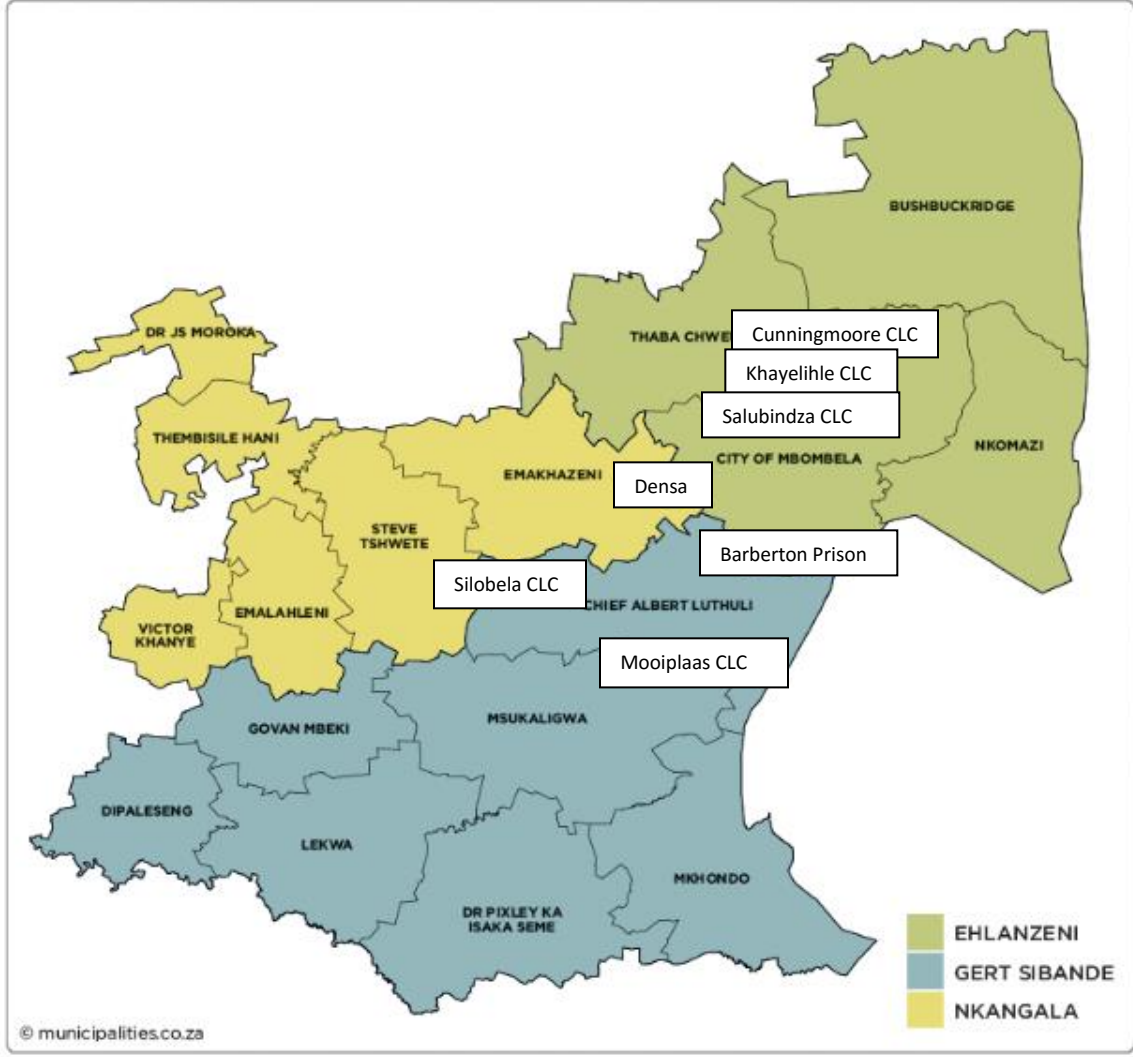 BUSHBUCKRIDGE
DR JS MOROKA
THABA CHWE
Cunningmoore CLC
Khayelihle CLC
Salubindza CLC
THEMBISILE HANI
NKOMAZI
CITY OF MBOMBELA
EMAKHAZENI
Densa
STEVE
TSHWETE
Barberton Prison
Silobela CLC
CHIEF ALBERT LUTHULI
EMALAHLENI
VICTOR
KHANYE
Mooiplaas CLC
MSUKALIGWA
GOVAN MBEKI
DIPALESENG
LEKWA
MKHONDO
DR PIXLEY KA
ISAKA SEME
EHLANZENI
GERT SIBANDE
NKANGALA
© municipalities.co.za